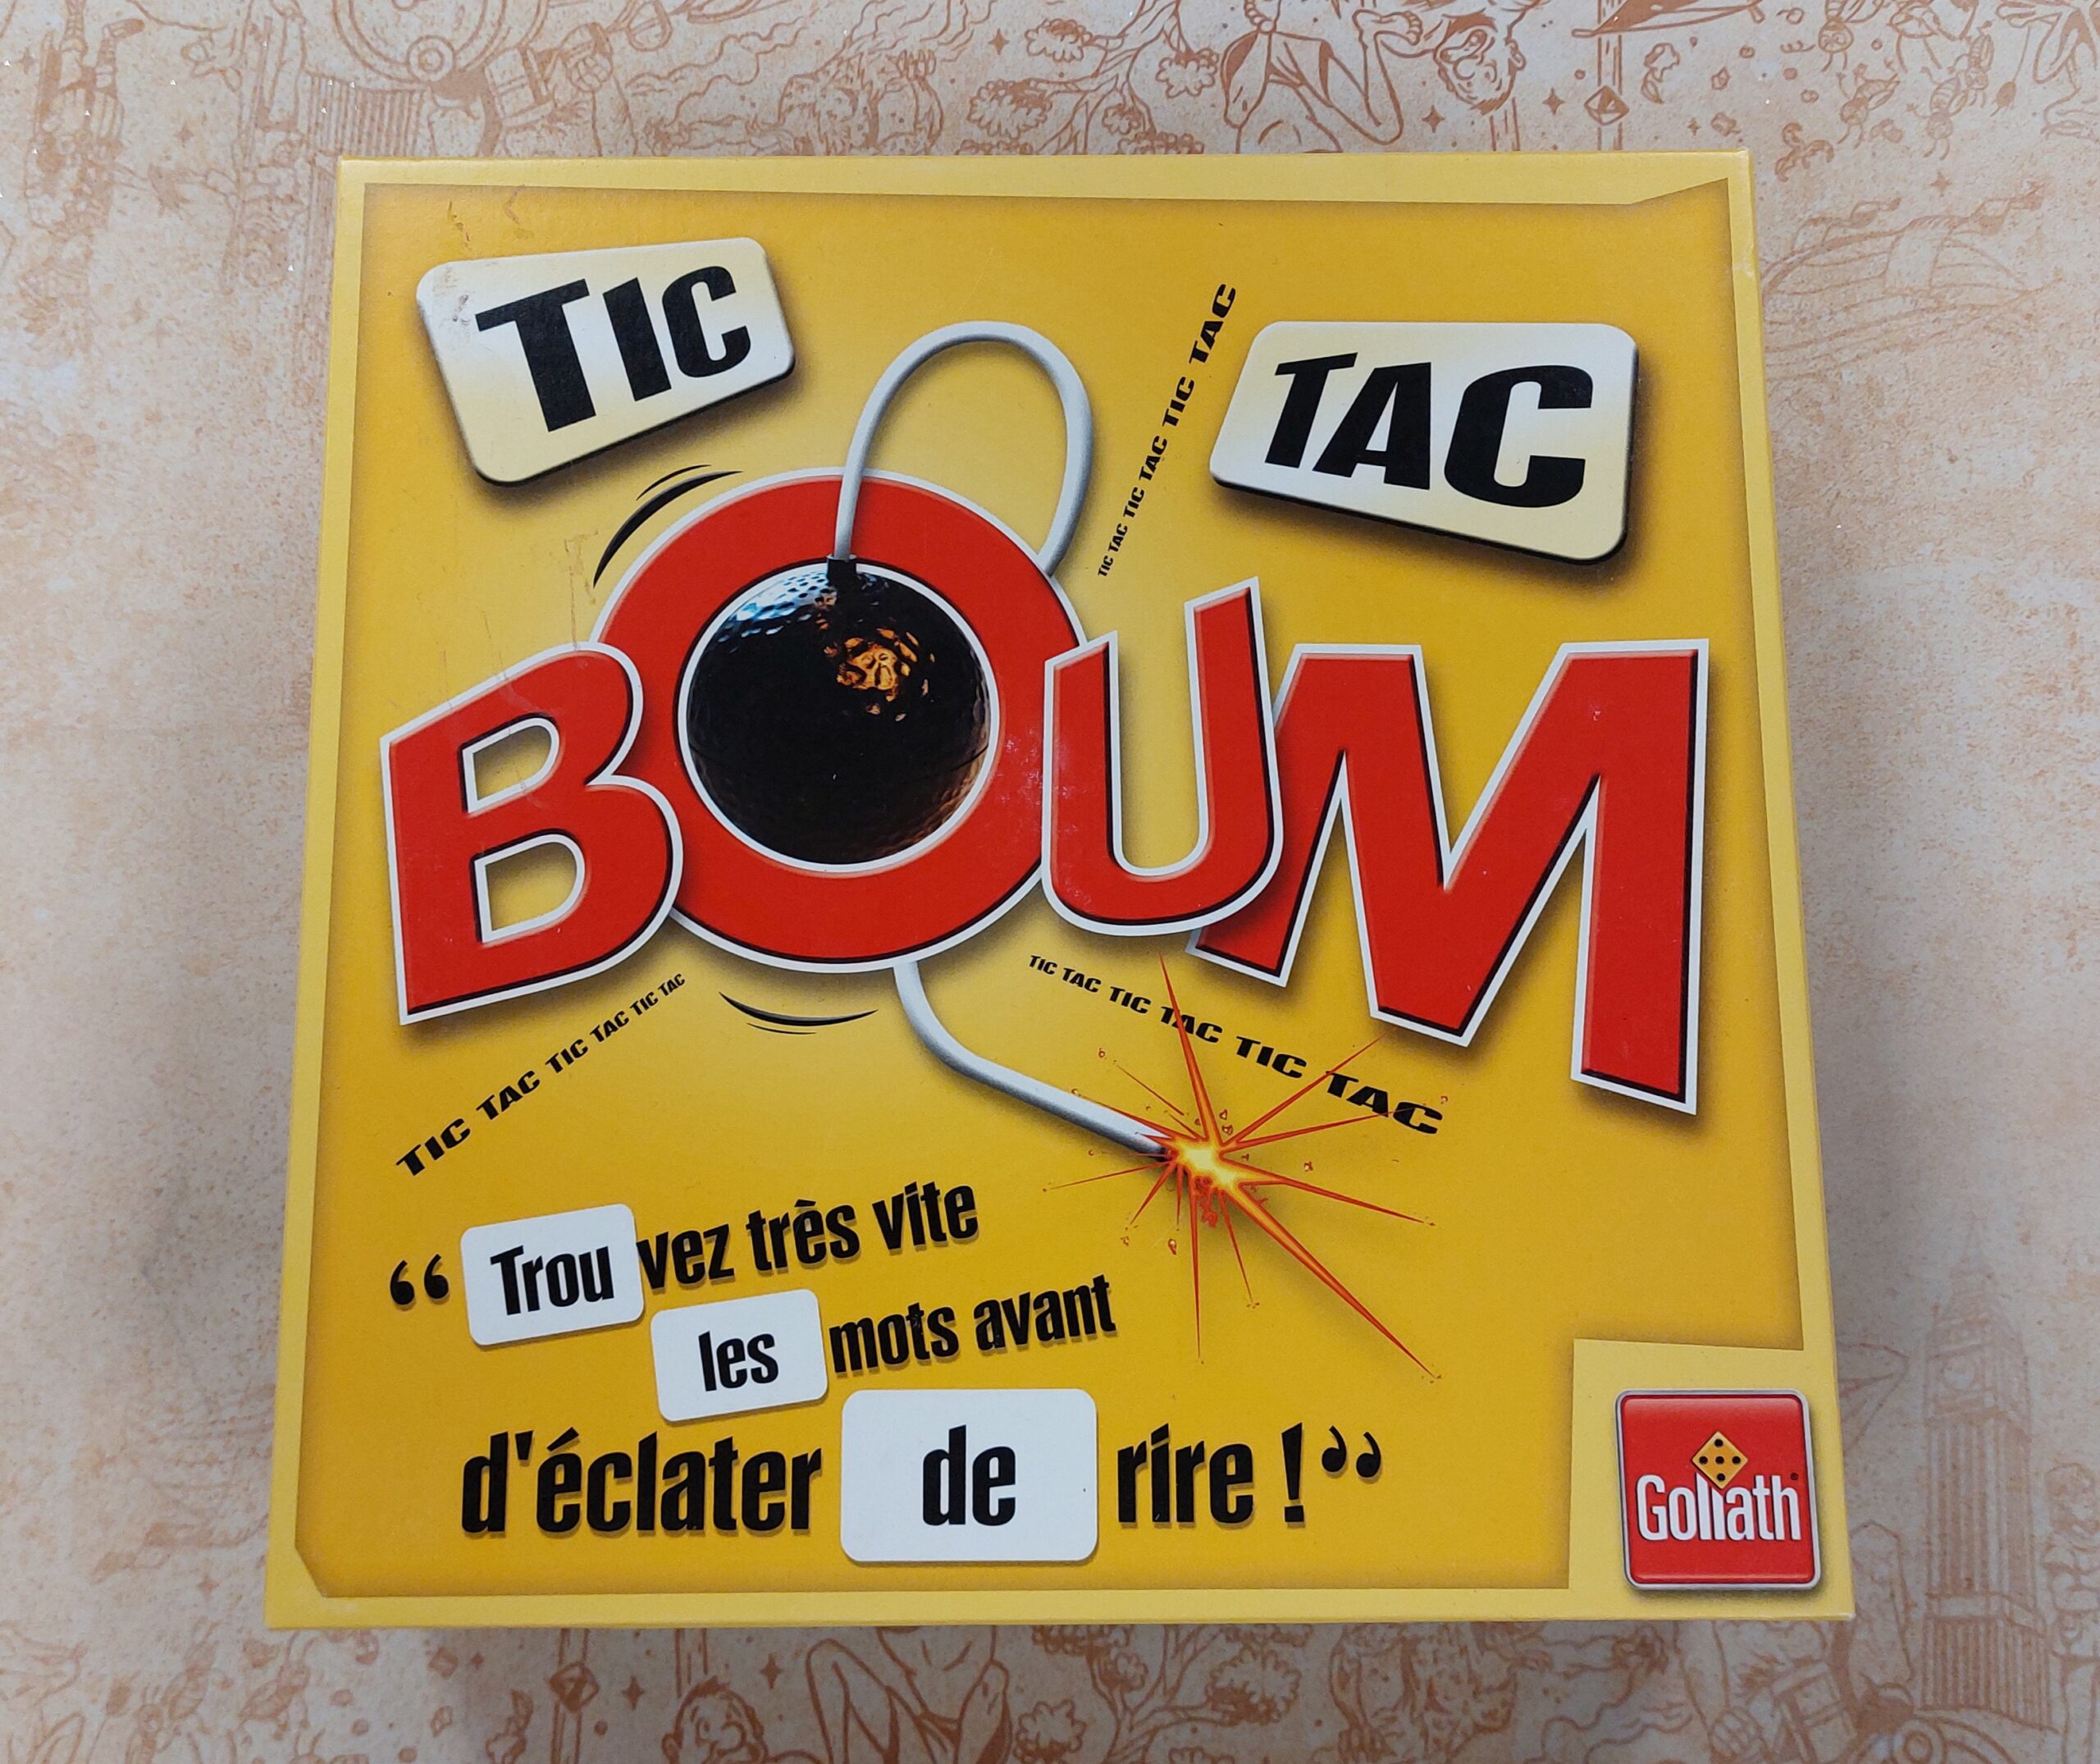 TIC
TAC
TIC TAC TIC TAC TIC TAC
BOUM
TIC TAC TIC TAC TIC TAC
TIC TAC TIC TAC TIC TAC
“ Trouvez très vite
les mots avant
d'éclater de rire ! ”
Goliath